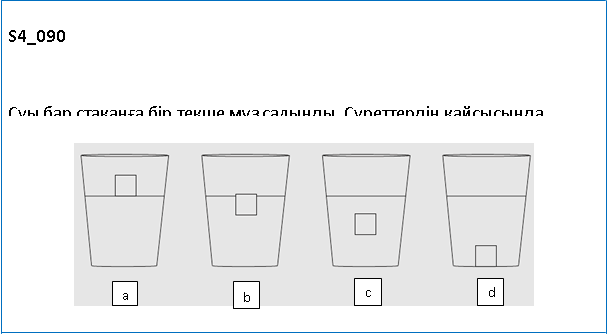 S4_090
Суы бар стаканға бір текше мұз салынды. Суреттердің қайсысында
a
b
c
d